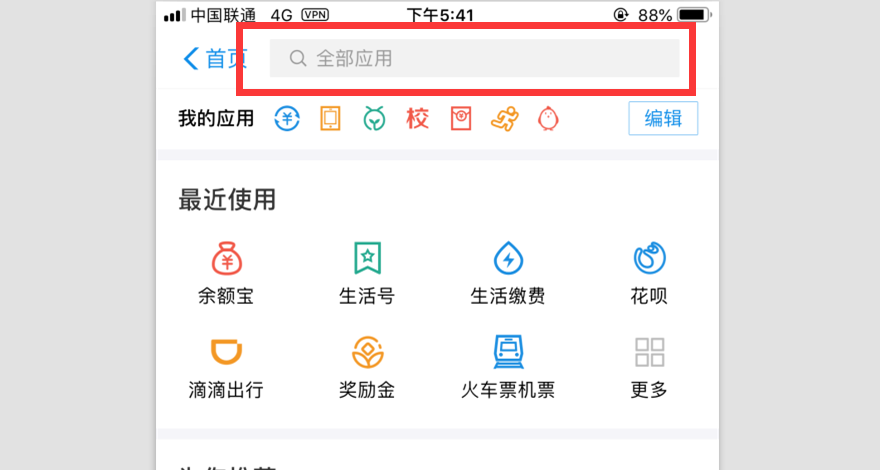 中国联通 4G VPN 下午5:41 88%
首页 全部应用
我的应用 校 编辑
最近使用
余额宝 生活号 生活缴费 花呗
滴滴出行 奖励金 火车票机票 更多